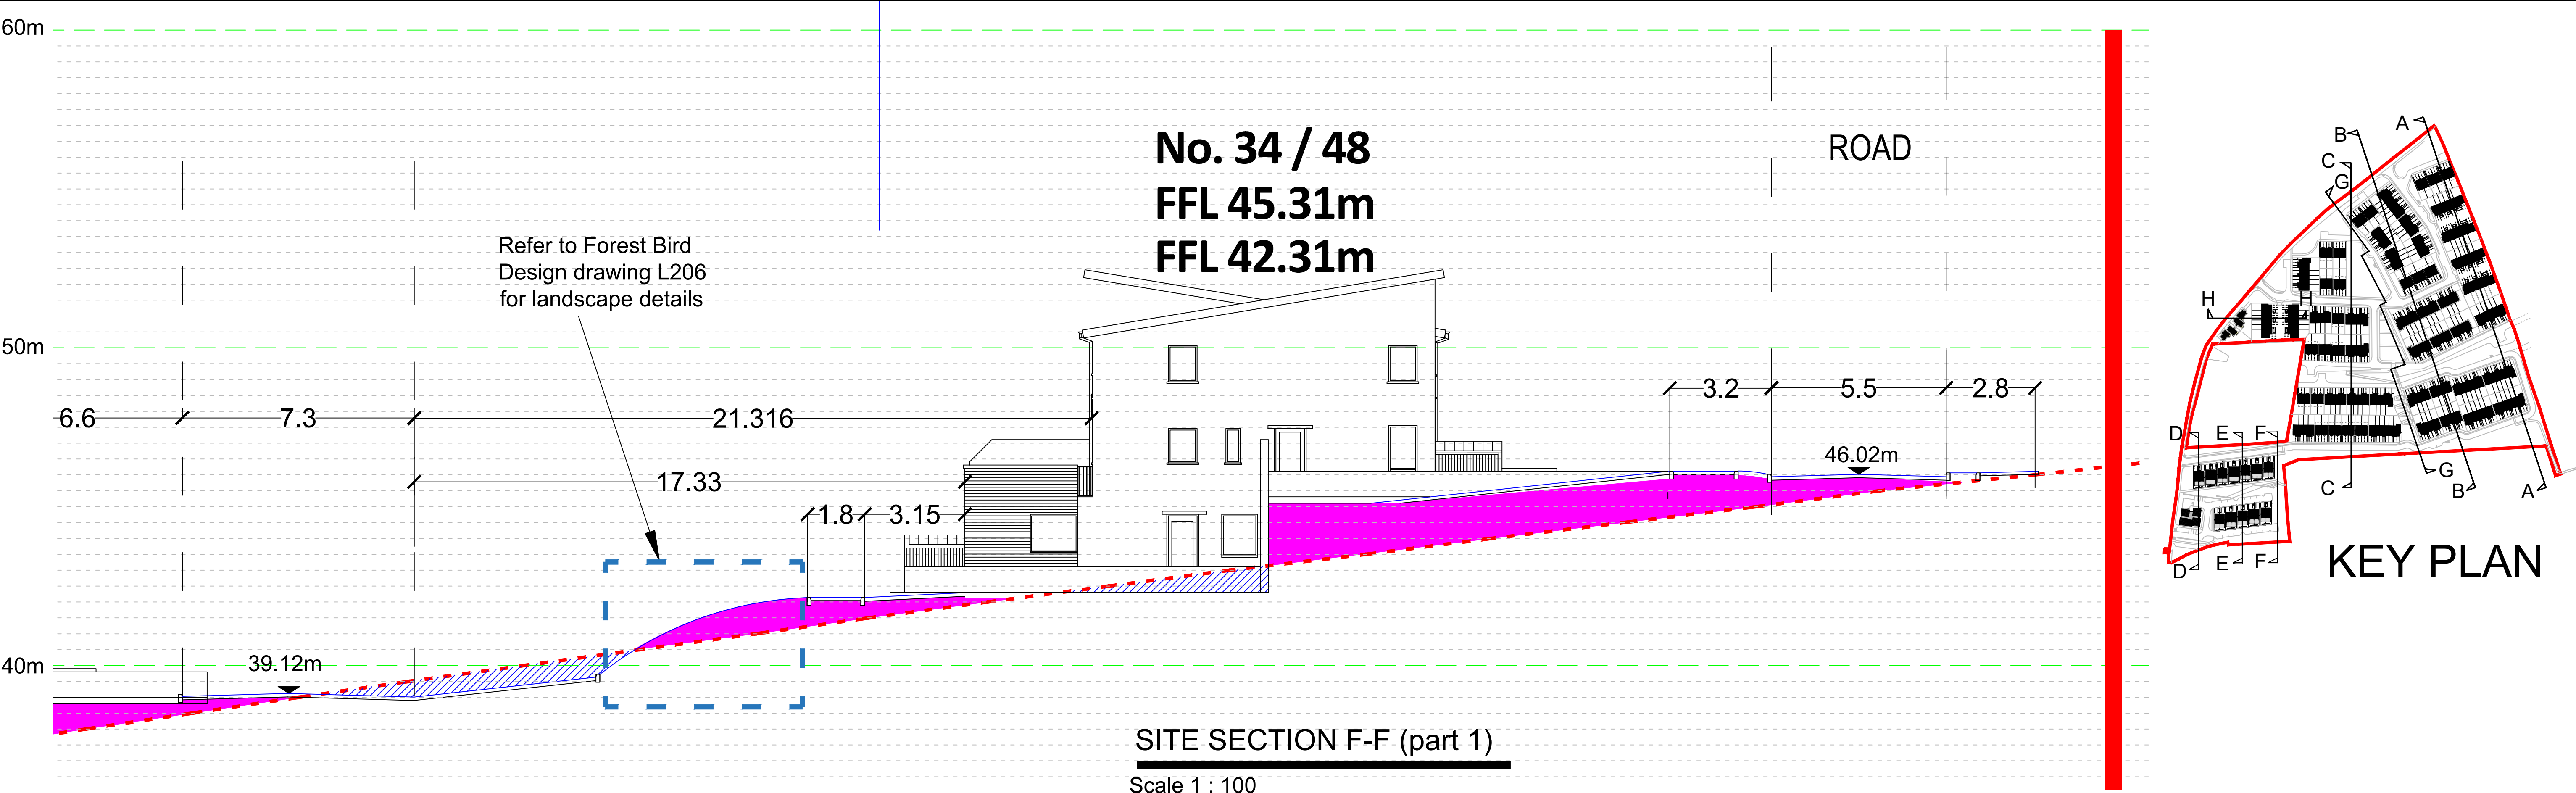 60m
50m
40m
No. 34 / 48
FFL 45.31m
FFL 42.31m
ROAD
Refer to Forest Bird
Design drawing L206
for landscape details
6.6
7.3
21.316
17.33
1.8
3.15
3.2
5.5
2.8
46.02m
39.12m
SITE SECTION F-F (part 1)
Scale 1 : 100
A
B
C
G
H
H
D
E
F
G
C
B
A
D
E
F
KEY PLAN